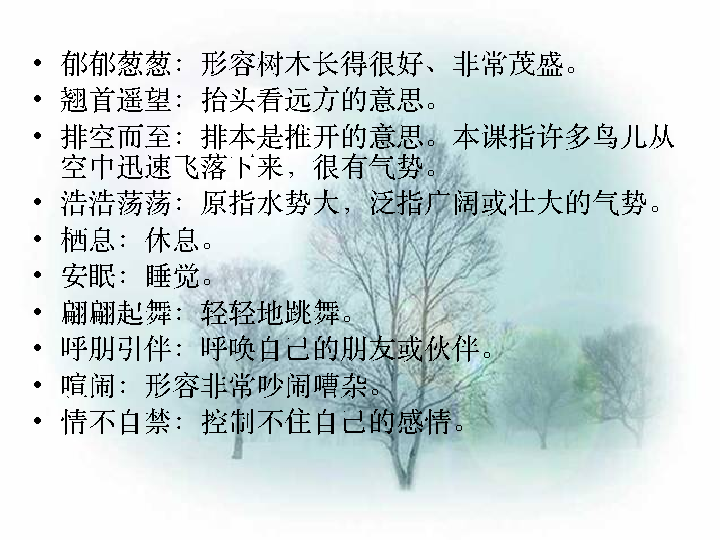 • 郁郁葱葱：形容树木长得很好、非常茂盛。
• 翘首遥望：抬头看远方的意思。
• 排空而至：排本是推开的意思。本课指许多鸟儿从
空中迅速飞落下来，很有气势。
• 浩浩荡荡：原指水势大，泛指广阔或壮大的气势。
• 栖息：休息。
• 安眠：睡觉。
• 翩翩起舞：轻轻地跳舞。
• 呼朋引伴：呼唤自己的朋友或伙伴。
• 喧闹：形容非常吵闹嘈杂。
• 情不自禁：控制不住自己的感情。